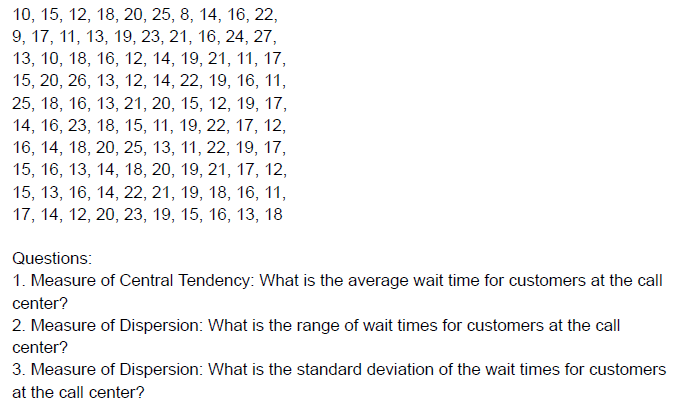 10, 15, 12, 18, 20, 25, 8, 14, 16, 22,
9, 17, 11, 13, 19, 23, 21, 16, 24, 27,
13, 10, 18, 16, 12, 14, 19, 21, 11, 17,
15, 20, 26, 13, 12, 14, 22, 19, 16, 11,
25, 18, 16, 13, 21, 20, 15, 12, 19, 17,
14, 16, 23, 18, 15, 11, 19, 22, 17, 12,
16, 14, 18, 20, 25, 13, 11, 22, 19, 17,
15, 16, 13, 14, 18, 20, 19, 21, 17, 12,
15, 13, 16, 14, 22, 21, 19, 18, 16, 11,
17, 14, 12, 20, 23, 19, 15, 16, 13, 18
Questions:
1. Measure of Central Tendency: What is the average wait time for customers at the call
center?
2. Measure of Dispersion: What is the range of wait times for customers at the call
center?
3. Measure of Dispersion: What is the standard deviation of the wait times for customers
at the call center?